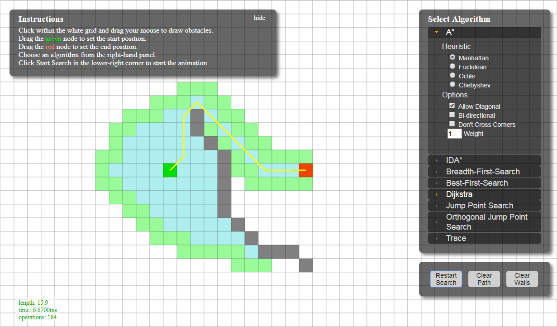 Instructions
hide
Click within the white grid and drag your mouse to draw obstacles.
Drag the green node to set the start position.
Drag the red node to set the end position.
Choose an algorithm from the right-hand panel.
Click Start Search in the lower-right corner to start the animation
Select Algorithm
A*
Heuristic
Manhattan
Euclidean
Octile
Chebyshev
Options
Allow Diagonal
Bi-directional
Don't Cross Corners
1 Weight
IDA*
Breadth-First-Search
Best-First-Search
Dijkstra
Jump Point Search
Orthogonal Jump Point
Search
Trace
Restart
Search
Clear
Path
Clear
Walls
length: 15.9
time: 6.6700ms
operations: 184